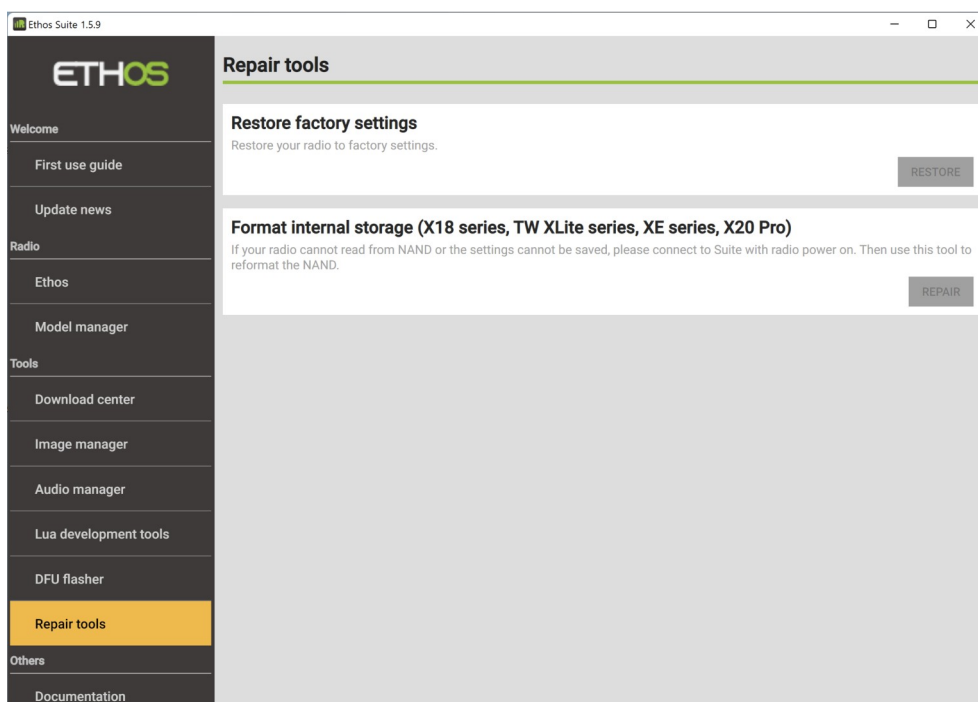 Ethos Suite 1.5.9
ETHOS
Welcome
First use guide
Update news
Radio
Ethos
Model manager
Tools
Download center
Image manager
Audio manager
Lua development tools
DFU flasher
Repair tools
Others
Documentation
Repair tools
Restore factory settings
Restore your radio to factory settings.
RESTORE
Format internal storage (X18 series, TW XLite series, XE series, X20 Pro)
If your radio cannot read from NAND or the settings cannot be saved, please connect to Suite with radio power on. Then use this tool to
reformat the NAND.
REPAIR